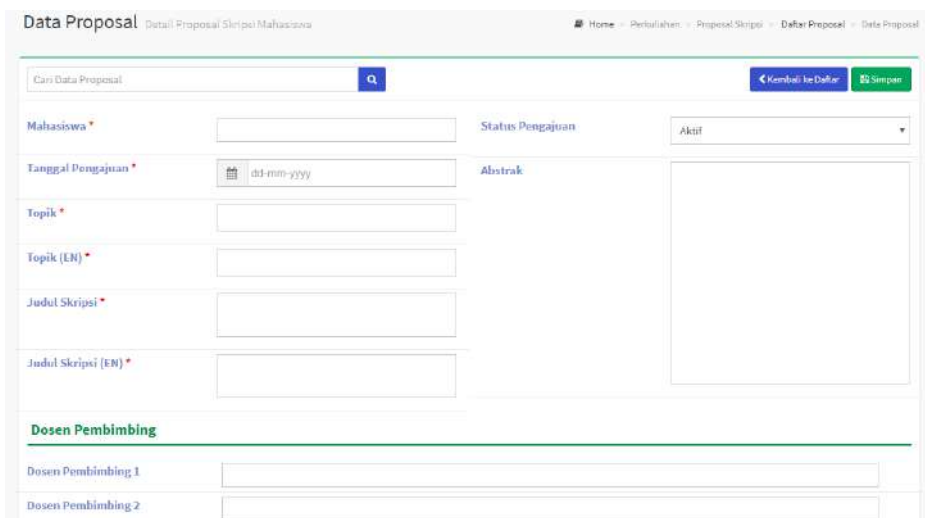 Data Proposal Detail Proposal Skripsi Mahasiswa
Home > Perkuliahan > Proposal Skripsi > Daftar Proposal > Data Proposal
Cari Data Proposal
Kembali ke Daftar
Simpan
Mahasiswa *
Status Pengajuan
Aktif
Tanggal Pengajuan *
dd-mm-yyyy
Abstrak
Topik *
Topik (EN) *
Judul Skripsi *
Judul Skripsi (EN) *
Dosen Pembimbing
Dosen Pembimbing 1
Dosen Pembimbing 2